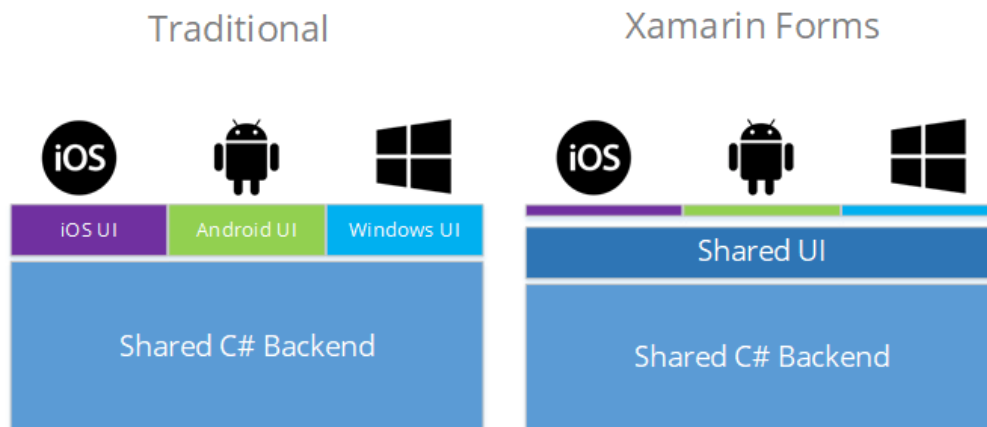 Traditional
Xamarin Forms
iOS
iOS
iOS UI
Android UI
Windows UI
Shared UI
Shared C# Backend
Shared C# Backend